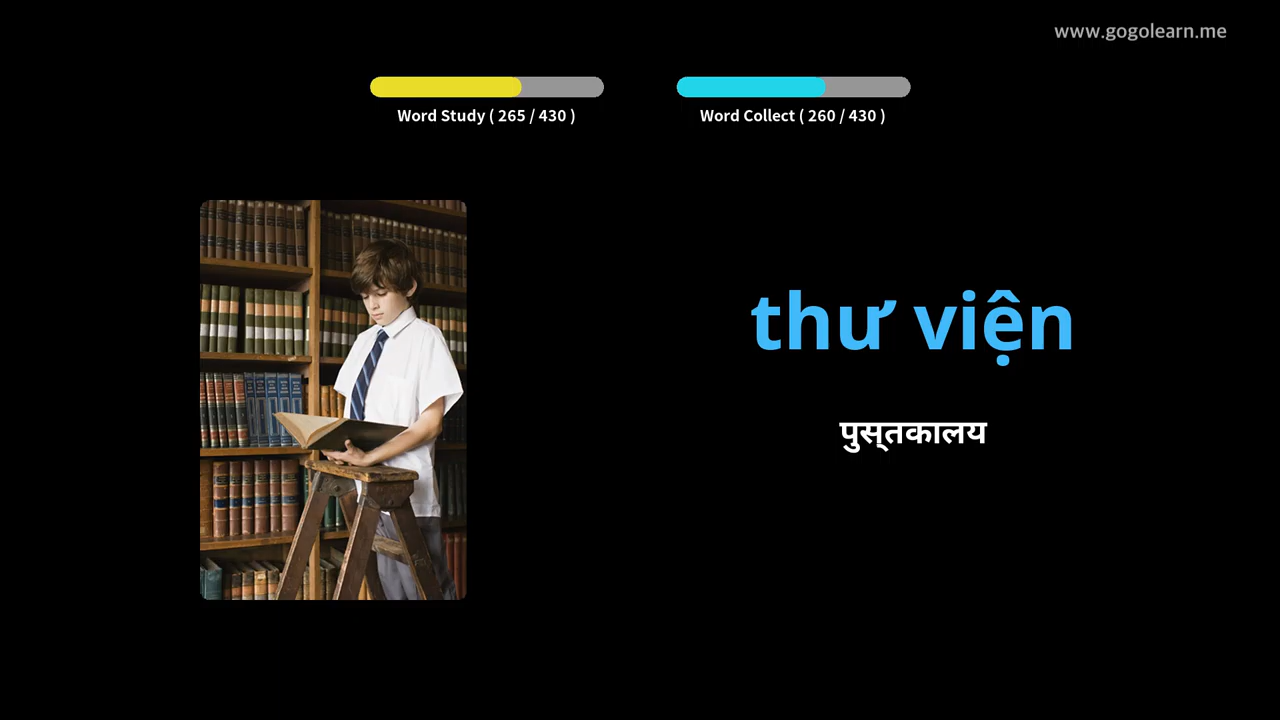 www.gogolearn.me
Word Study ( 265 / 430 )
Word Collect ( 260 / 430 )
thư viện
पुस्तकालय